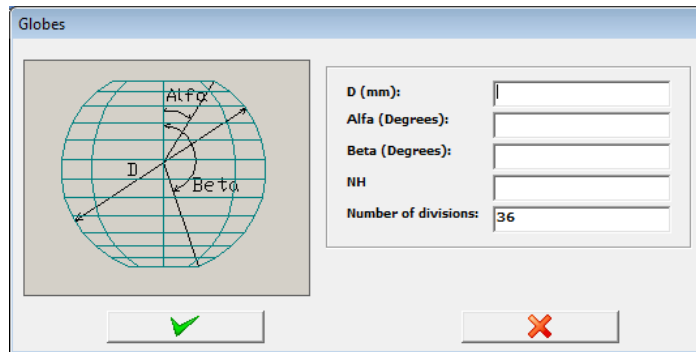 Globes
Alfa
D
Beta
D (mm):
Alfa (Degrees):
Beta (Degrees):
NH
Number of divisions: 36